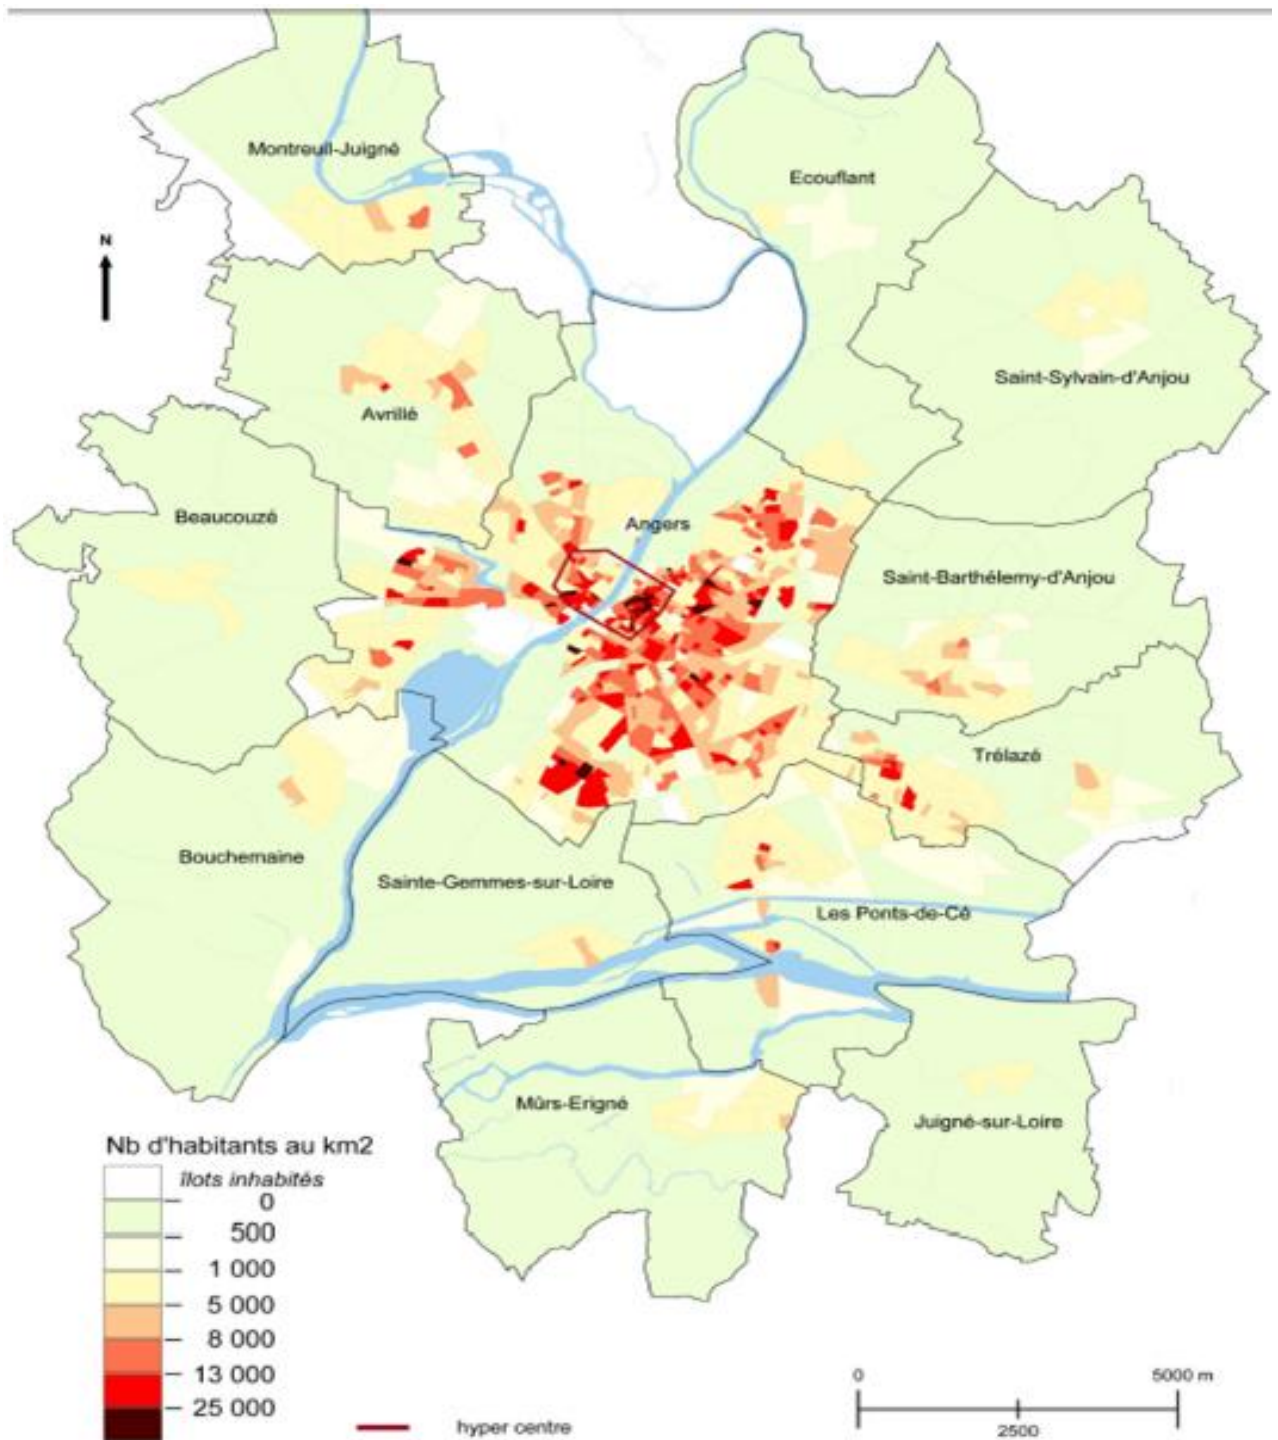 Montreuil-Juigné
Ecouflant
N
Saint-Sylvain-d'Anjou
Avrillé
Beaucouzé
Angers
Saint-Barthélemy-d'Anjou
Trélazé
Bouchemaine
Sainte-Gemmes-sur-Loire
Les Ponts-de-Cé
Mûrs-Erigné
Juigné-sur-Loire
Nb d'habitants au km2
îlots inhabités
0
500
1 000
5 000
8 000
13 000
25 000
hyper centre
0 5000 m
2500